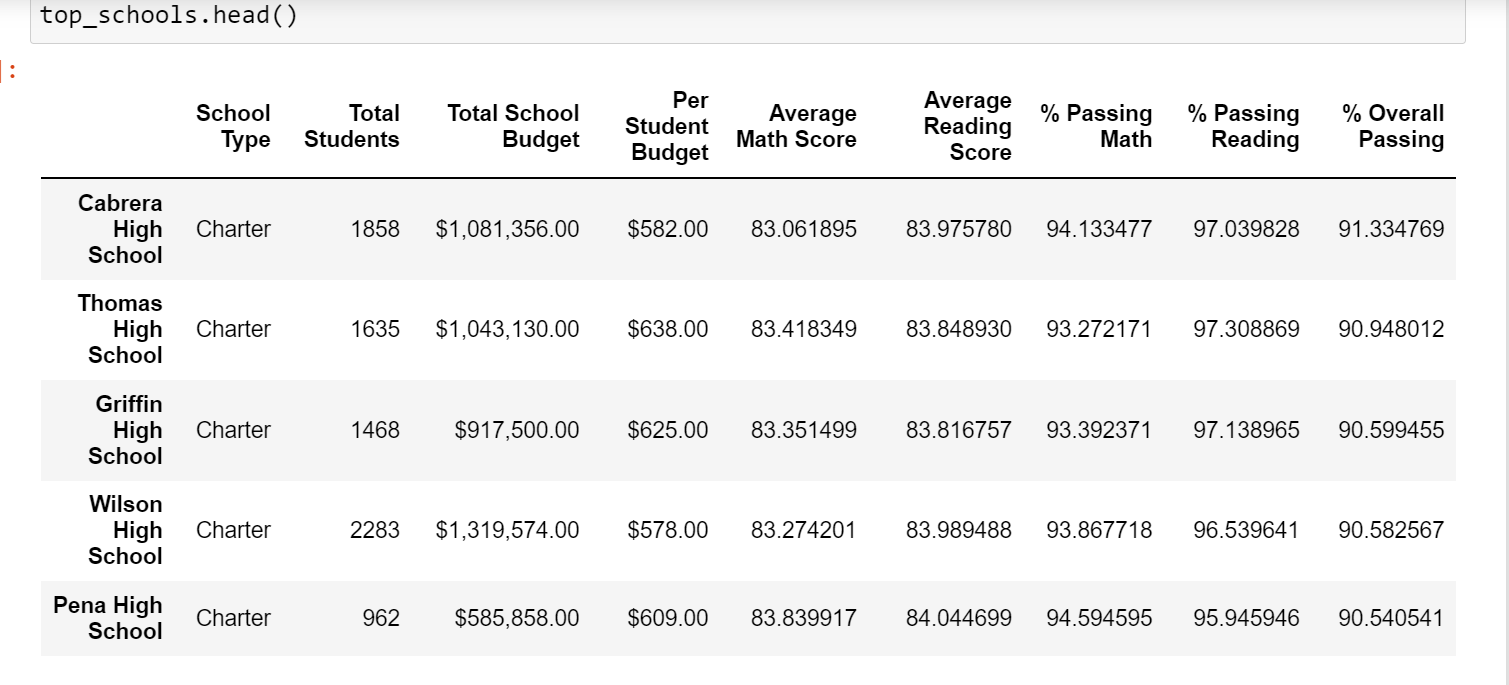 top_schools.head()
]:
School Type Total Students Total School Budget Per Student Budget Average Math Score Average Reading Score % Passing Math % Passing Reading % Overall Passing
Cabrera High School Charter 1858 $1,081,356.00 $582.00 83.061895 83.975780 94.133477 97.039828 91.334769
Thomas High School Charter 1635 $1,043,130.00 $638.00 83.418349 83.848930 93.272171 97.308869 90.948012
Griffin High School Charter 1468 $917,500.00 $625.00 83.351499 83.816757 93.392371 97.138965 90.599455
Wilson High School Charter 2283 $1,319,574.00 $578.00 83.274201 83.989488 93.867718 96.539641 90.582567
Pena High School Charter 962 $585,858.00 $609.00 83.839917 84.044699 94.594595 95.945946 90.540541